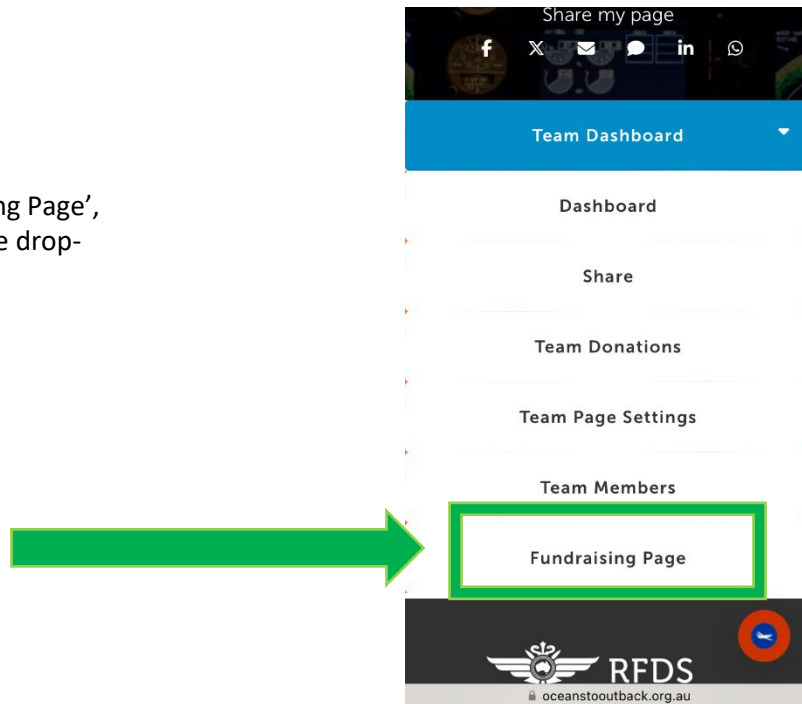 Share my page
Team Dashboard
ng Page’,
e drop-
Dashboard
Share
Team Donations
Team Page Settings
Team Members
Fundraising Page
RFDS
oceanstooutback.org.au